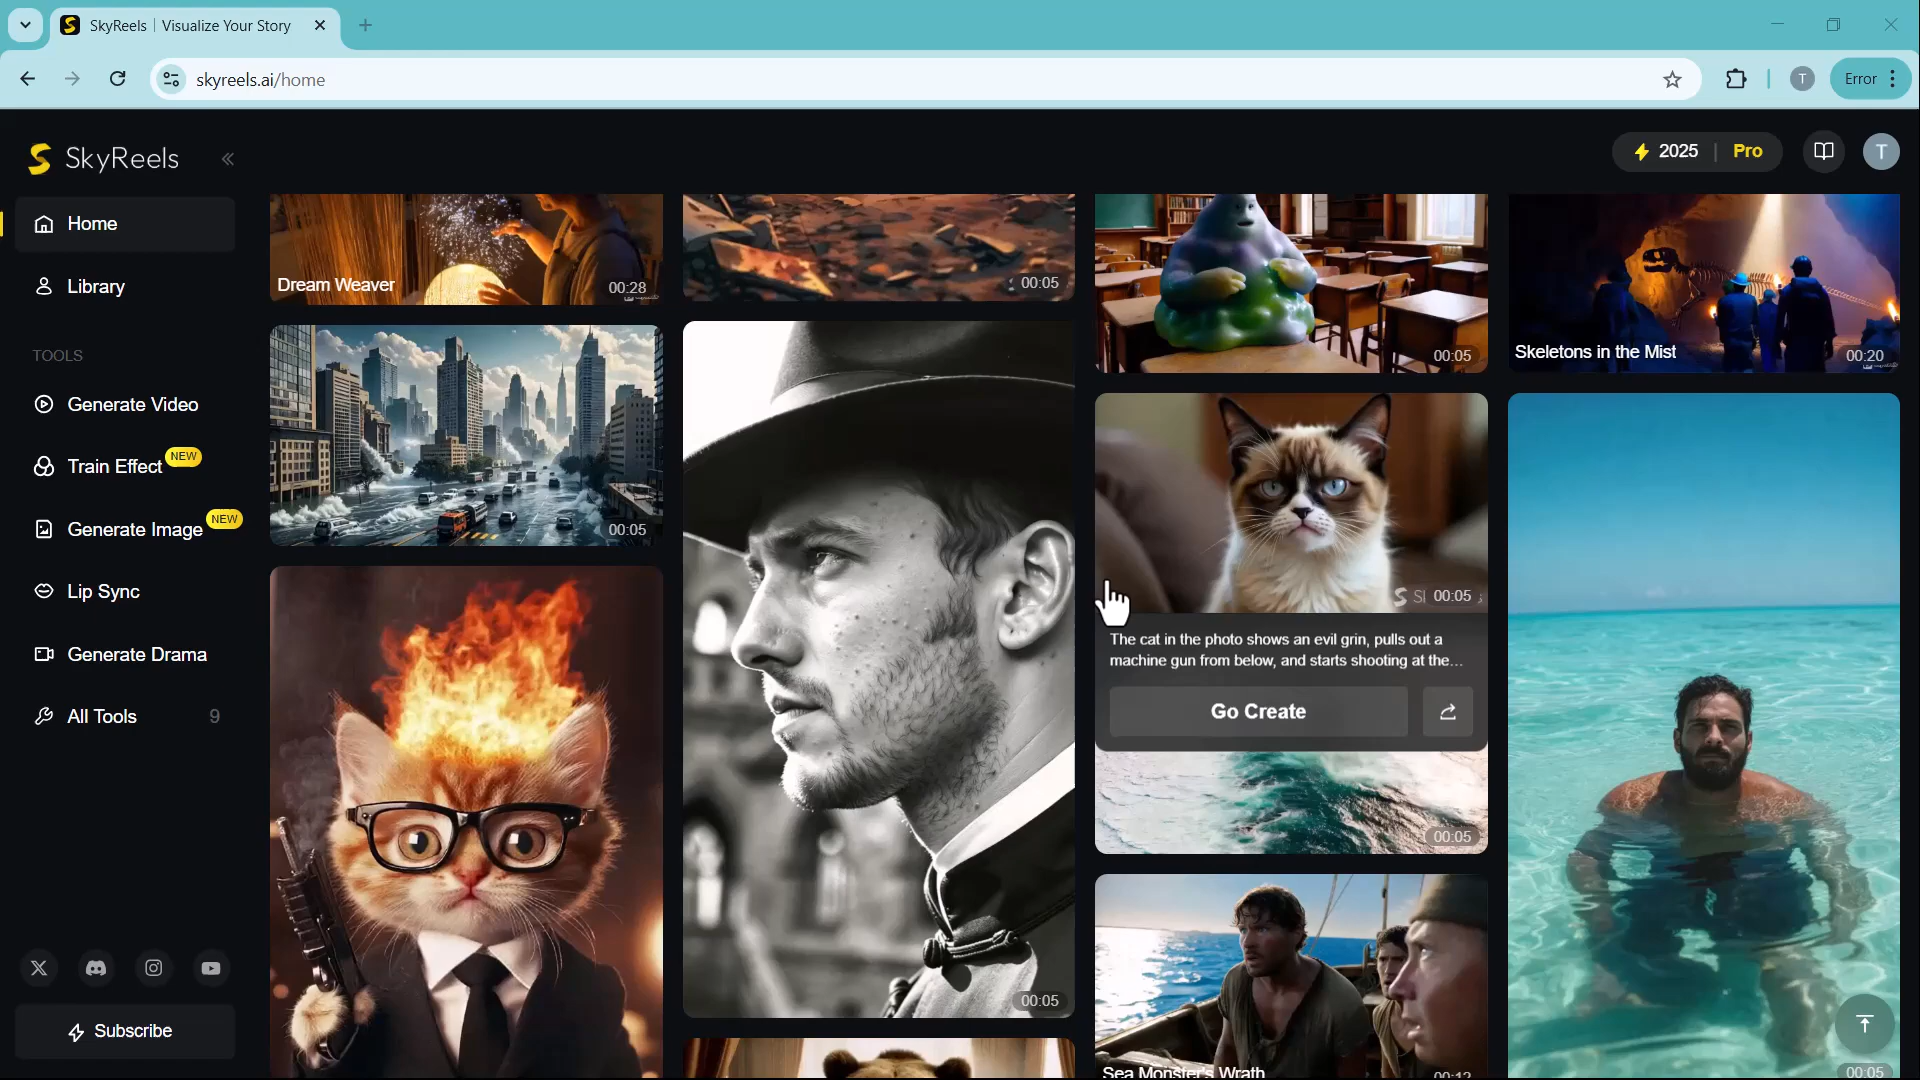 SkyReels | Visualize Your Story
skyreels.ai/home
T
Error
SkyReels
2025 | Pro
T
Home
Library
TOOLS
Generate Video
Train Effect NEW
Generate Image NEW
Lip Sync
Generate Drama
All Tools 9
Subscribe
Dream Weaver
00:28
00:05
00:05
Skeletons in the Mist
00:20
00:05
00:05
The cat in the photo shows an evil grin, pulls out a
machine gun from below, and starts shooting at the...
Go Create
00:05
00:05
Sea Monster's Wrath
00:12
00:05